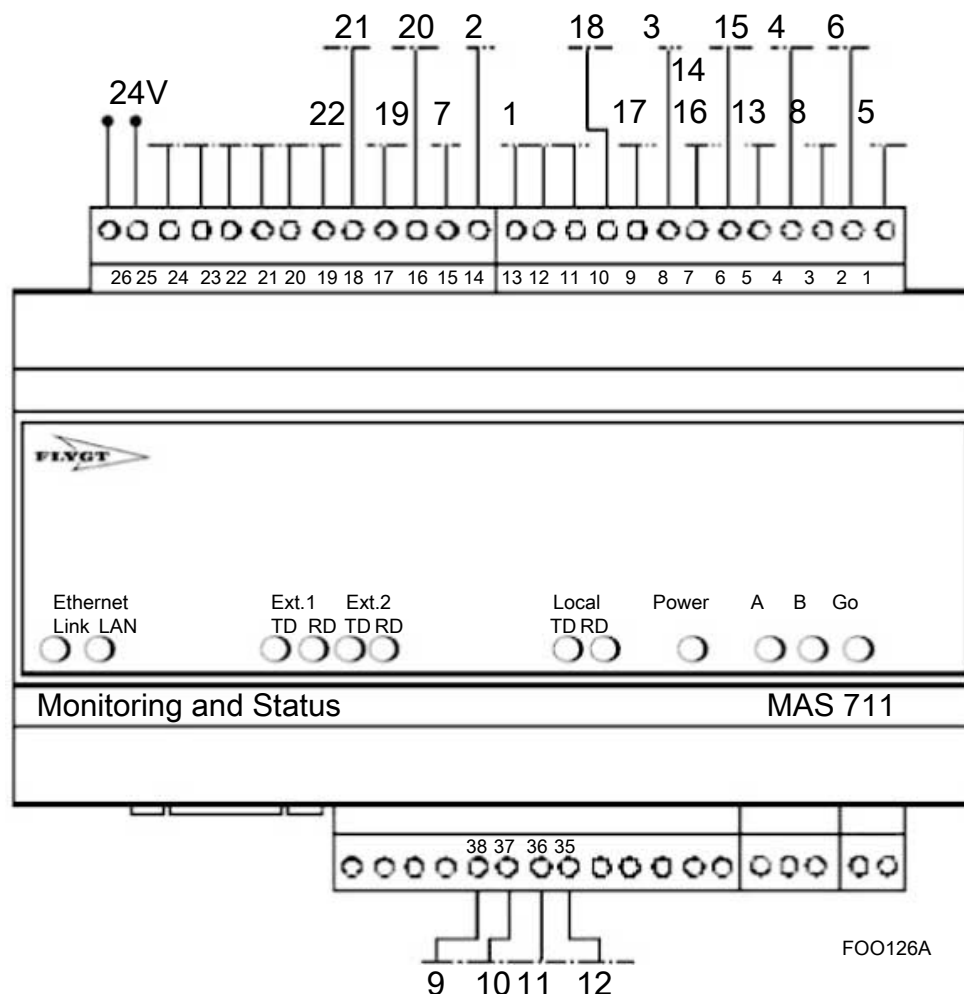 21 20 2 18 3 15 4 6
14
24V
22 19 7 1 17 16 13 8 5
26 25 24 23 22 21 20 19 18 17 16 15 14 13 12 11 10 9 8 7 6 5 4 3 2 1
FLYGT
Ethernet Ext.1 Ext.2 Local Power A B Go
Link LAN TD RD TD RD TD RD
Monitoring and Status MAS 711
38 37 36 35
FOO126A
9 10 11 12